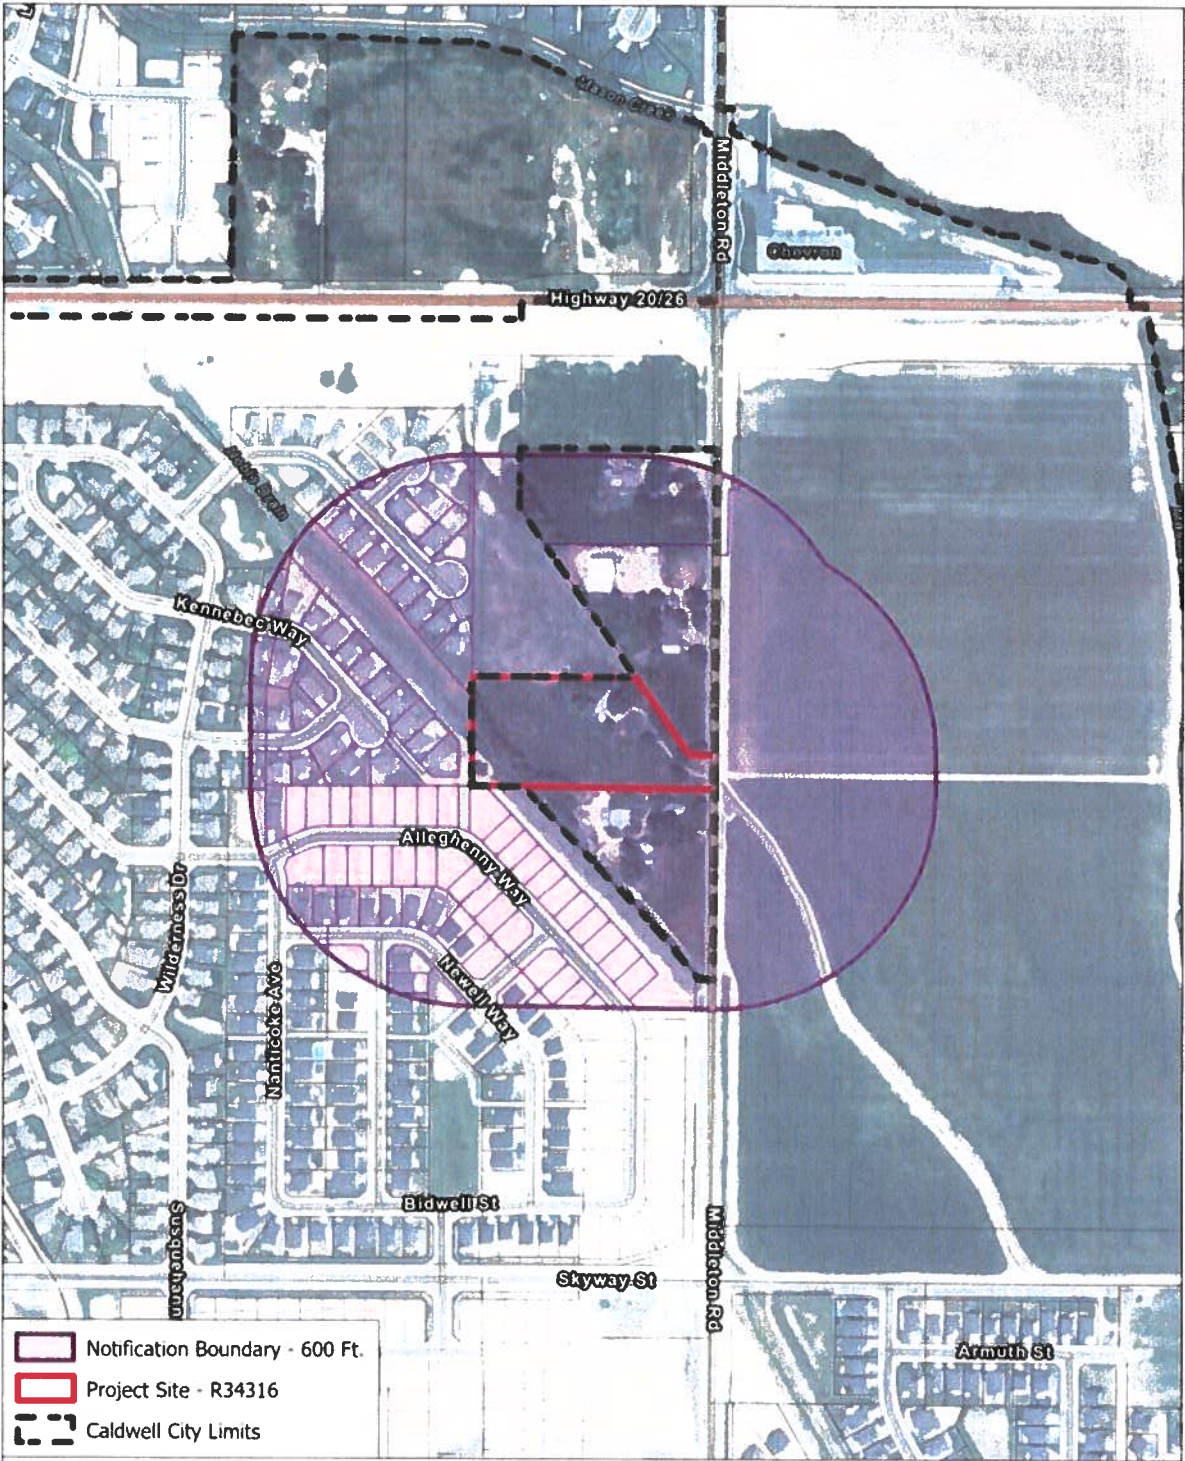 Mason Creek
Middleton Rd
Chevron
Highway 20/26
Kennebec Way
Alleghenny Way
Wilderness Dr
Newell Way
Nanticoke Ave
Bidwell St
Susquehann
Middleton Rd
Skyway St
Armuth St
Notification Boundary - 600 Ft.
Project Site - R34316
Caldwell City Limits